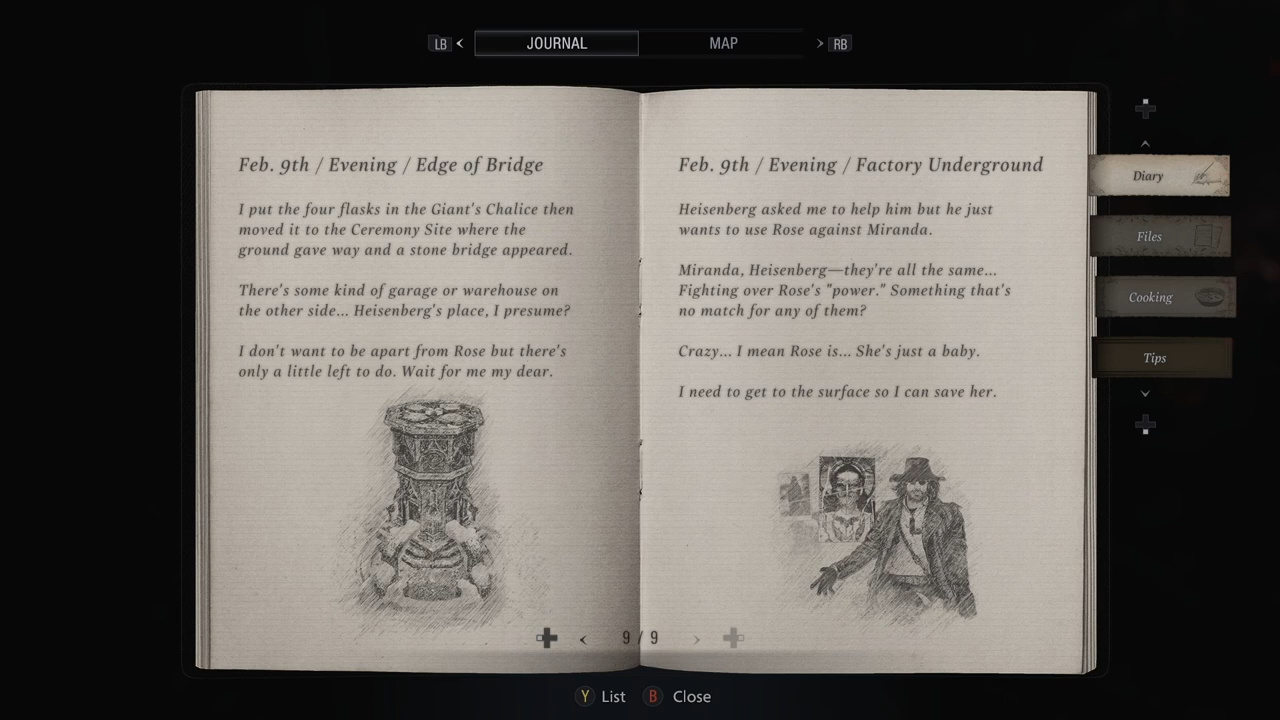 LB
JOURNAL
MAP
RB
Feb. 9th / Evening / Edge of Bridge
I put the four flasks in the Giant's Chalice then
moved it to the Ceremony Site where the
ground gave way and a stone bridge appeared.
There's some kind of garage or warehouse on
the other side... Heisenberg's place, I presume?
I don't want to be apart from Rose but there's
only a little left to do. Wait for me my dear.
Feb. 9th / Evening / Factory Underground
Heisenberg asked me to help him but he just
wants to use Rose against Miranda.
Miranda, Heisenberg—they're all the same...
Fighting over Rose's "power." Something that's
no match for any of them?
Crazy... I mean Rose is... She's just a baby.
I need to get to the surface so I can save her.
Diary
Files
Cooking
Tips
9 / 9
Y List B Close